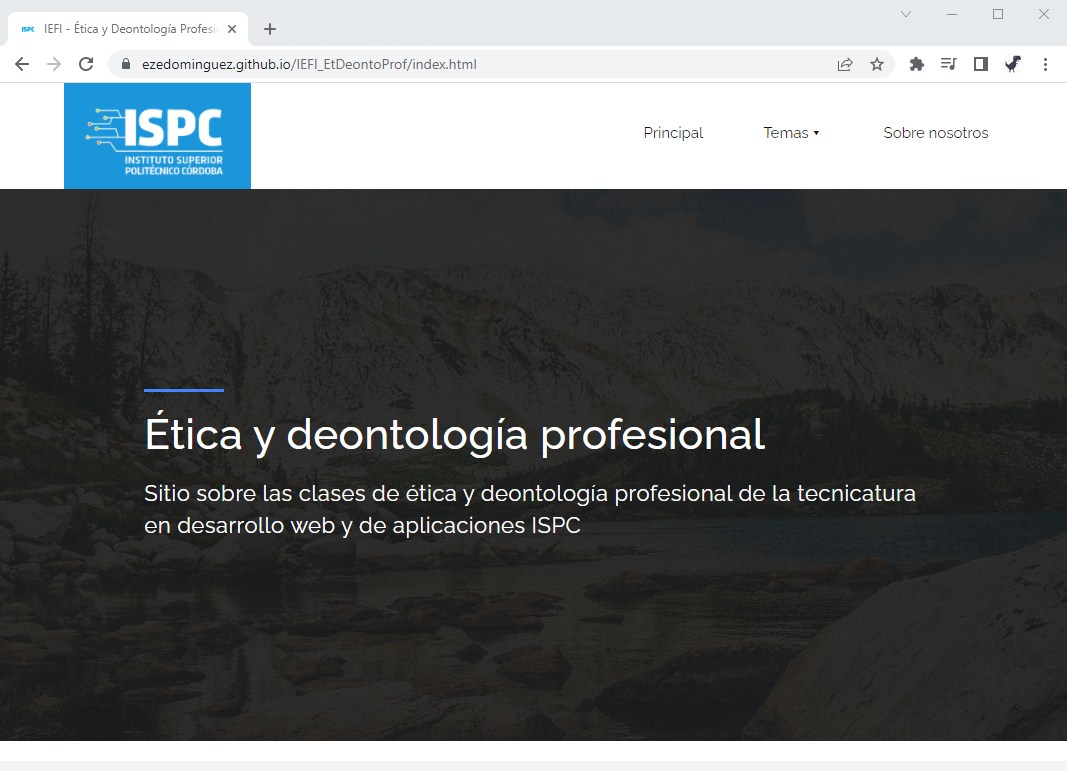 ISPC
IEFI - Ética y Deontología Profesi
ezedominguez.github.io/IEFI_EtDeontoProf/index.html
ISPC
INSTITUTO SUPERIOR
POLITÉCNICO CÓRDOBA
Principal Temas ▾ Sobre nosotros
Ética y deontología profesional
Sitio sobre las clases de ética y deontología profesional de la tecnicatura
en desarrollo web y de aplicaciones ISPC